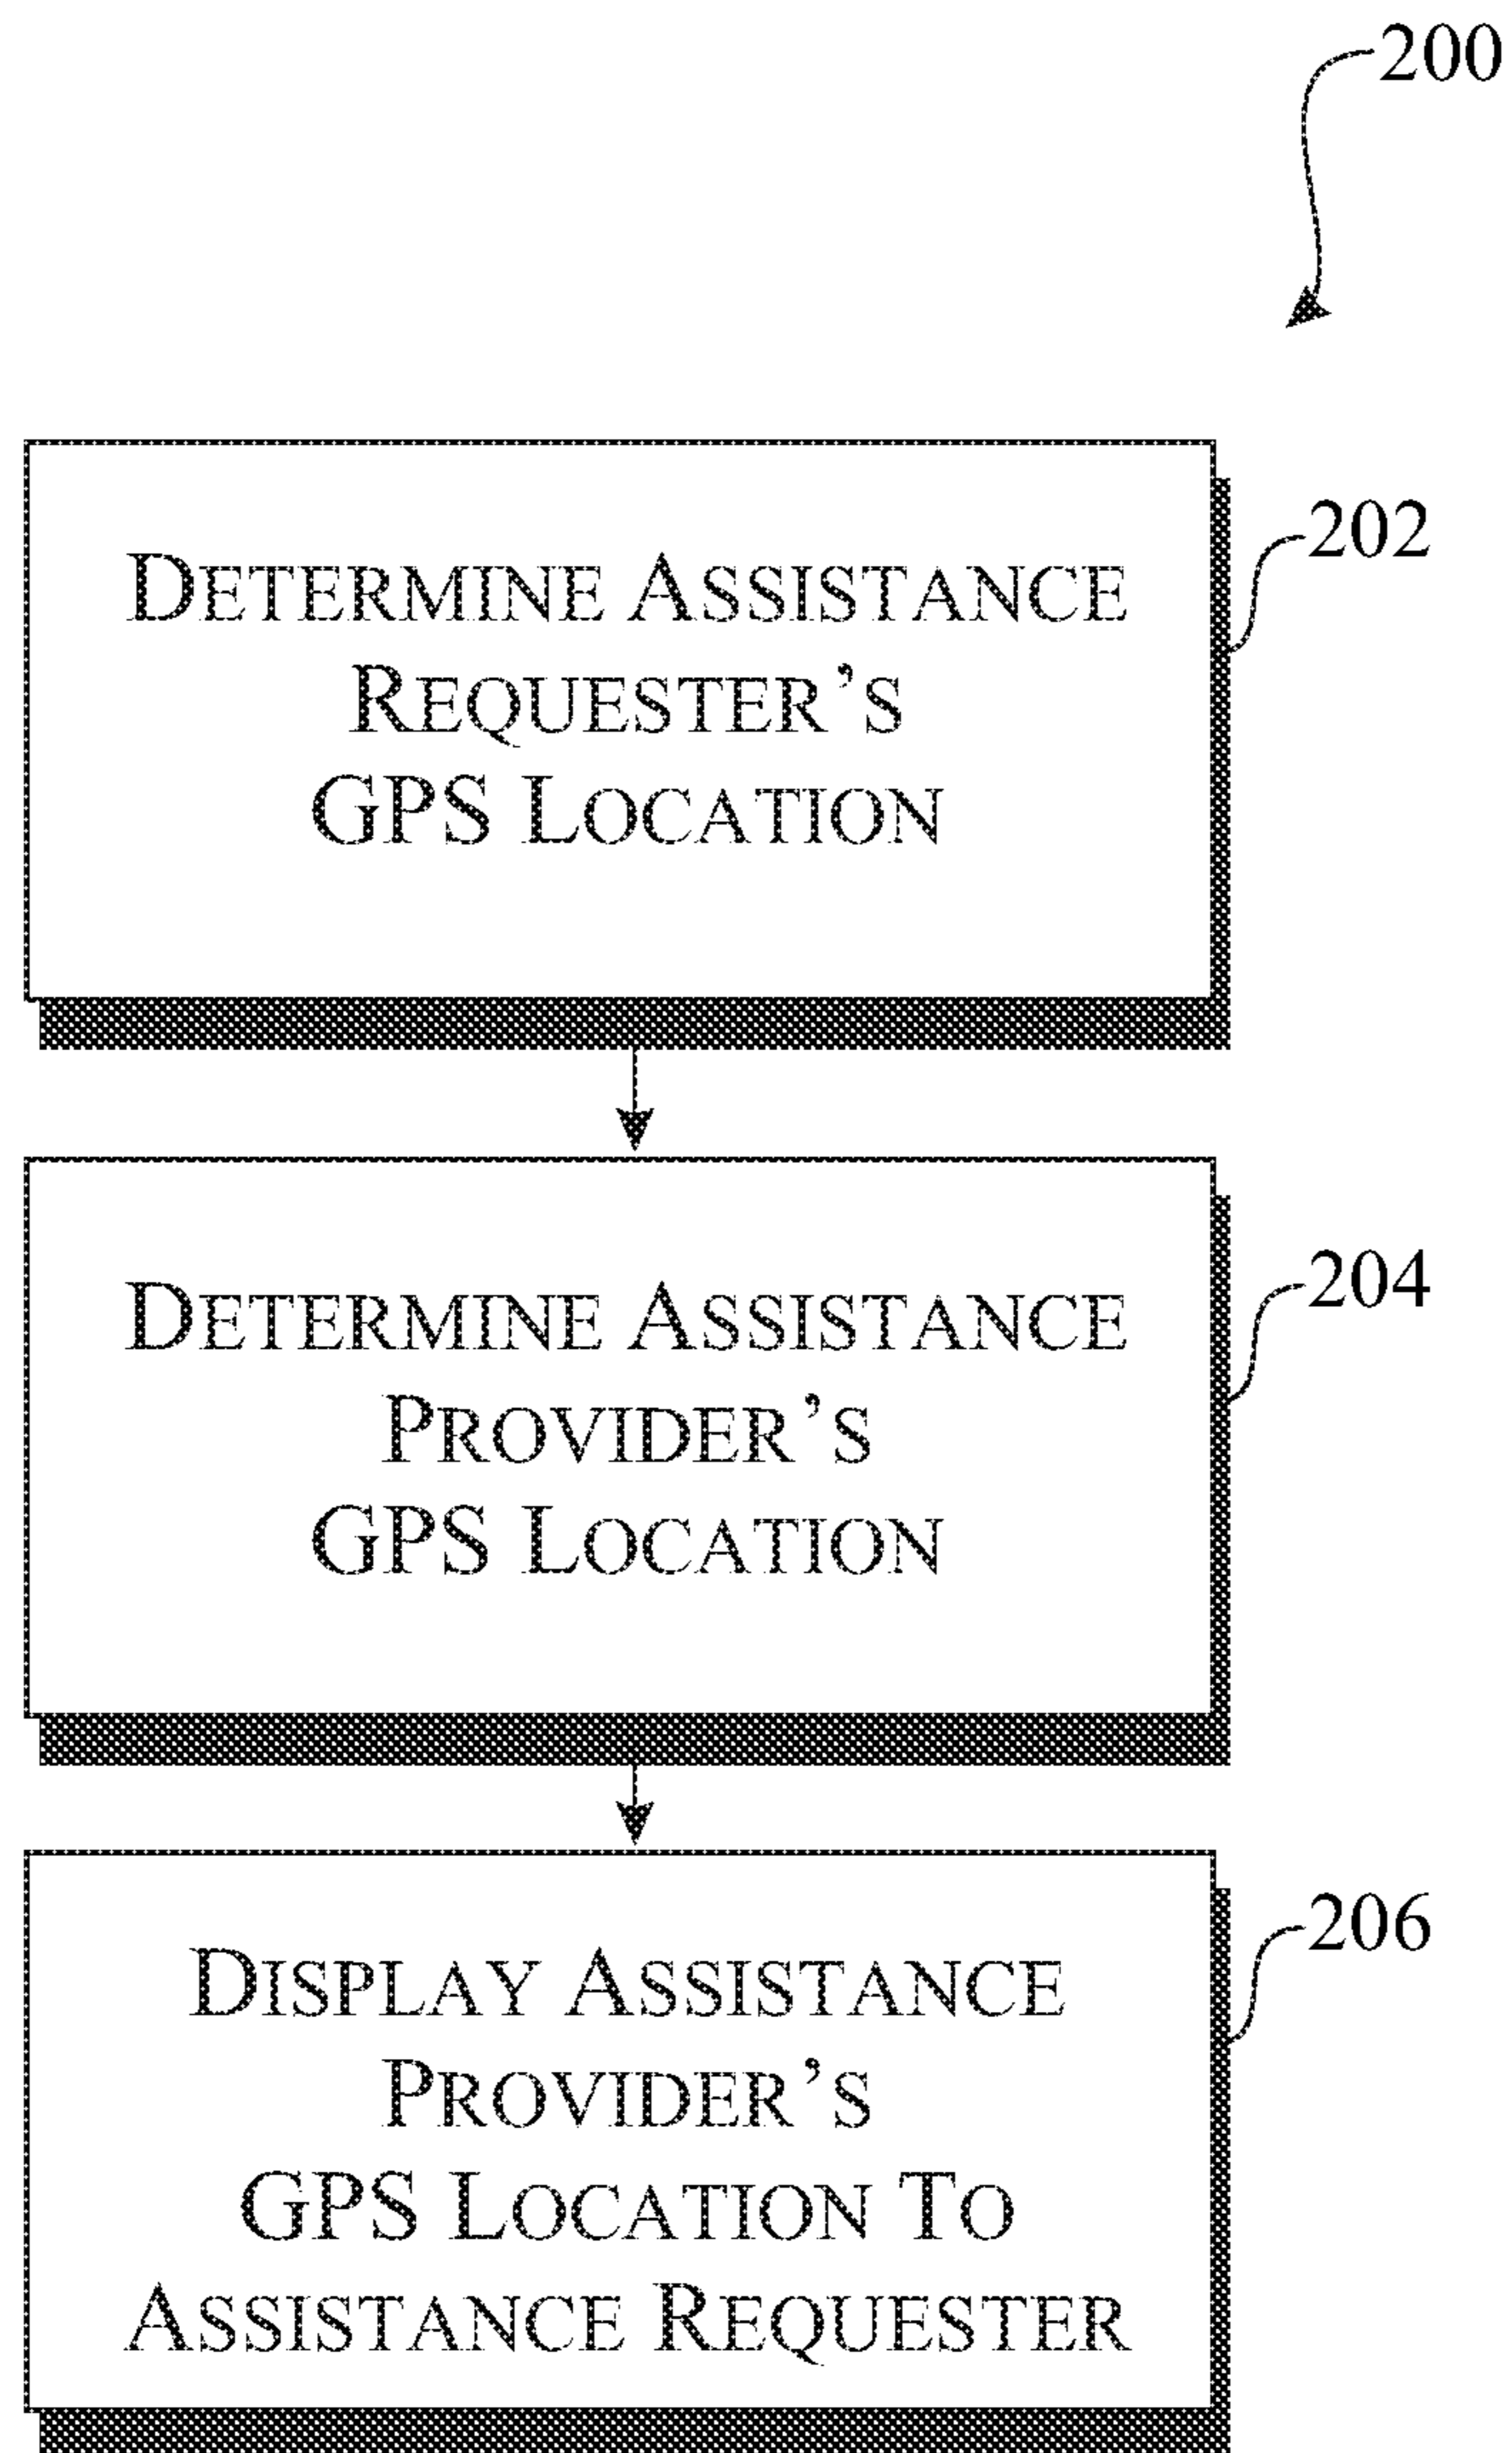 200
202
DETERMINE ASSISTANCE
REQUESTER'S
GPS LOCATION
204
DETERMINE ASSISTANCE
PROVIDER'S
GPS LOCATION
206
DISPLAY ASSISTANCE
PROVIDER'S
GPS LOCATION TO
ASSISTANCE REQUESTER